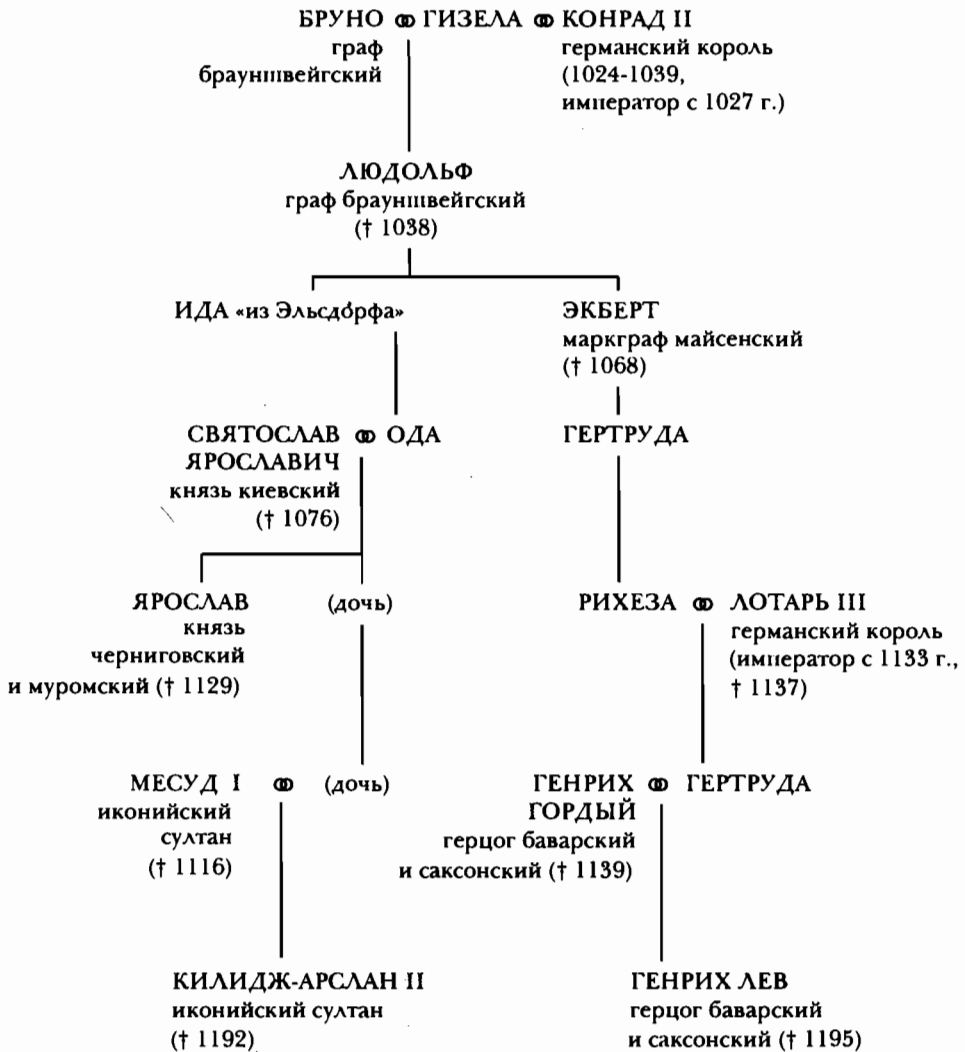 БРУНО ⚭ ГИЗЕЛА ⚭ КОНРАД II
граф
брауншвейгский
германский король
(1024-1039,
император с 1027 г.)
ЛЮДОЛЬФ
граф брауншвейгский
(† 1038)
ИДА «из Эльсдо́рфа»
ЭКБЕРТ
маркграф майсенский
(† 1068)
СВЯТОСЛАВ ⚭ ОДА
ЯРОСЛАВИЧ
князь киевский
(† 1076)
ГЕРТРУДА
ЯРОСЛАВ
князь
черниговский
и муромский († 1129)
(дочь)
РИХЕЗА ⚭ ЛОТАРЬ III
германский король
(император с 1133 г.,
† 1137)
МЕСУД I ⚭ (дочь)
иконийский
султан
(† 1116)
ГЕНРИХ ⚭ ГЕРТРУДА
ГОРДЫЙ
герцог баварский
и саксонский († 1139)
КИЛИДЖ-АРСЛАН II
иконийский султан
(† 1192)
ГЕНРИХ ЛЕВ
герцог баварский
и саксонский († 1195)